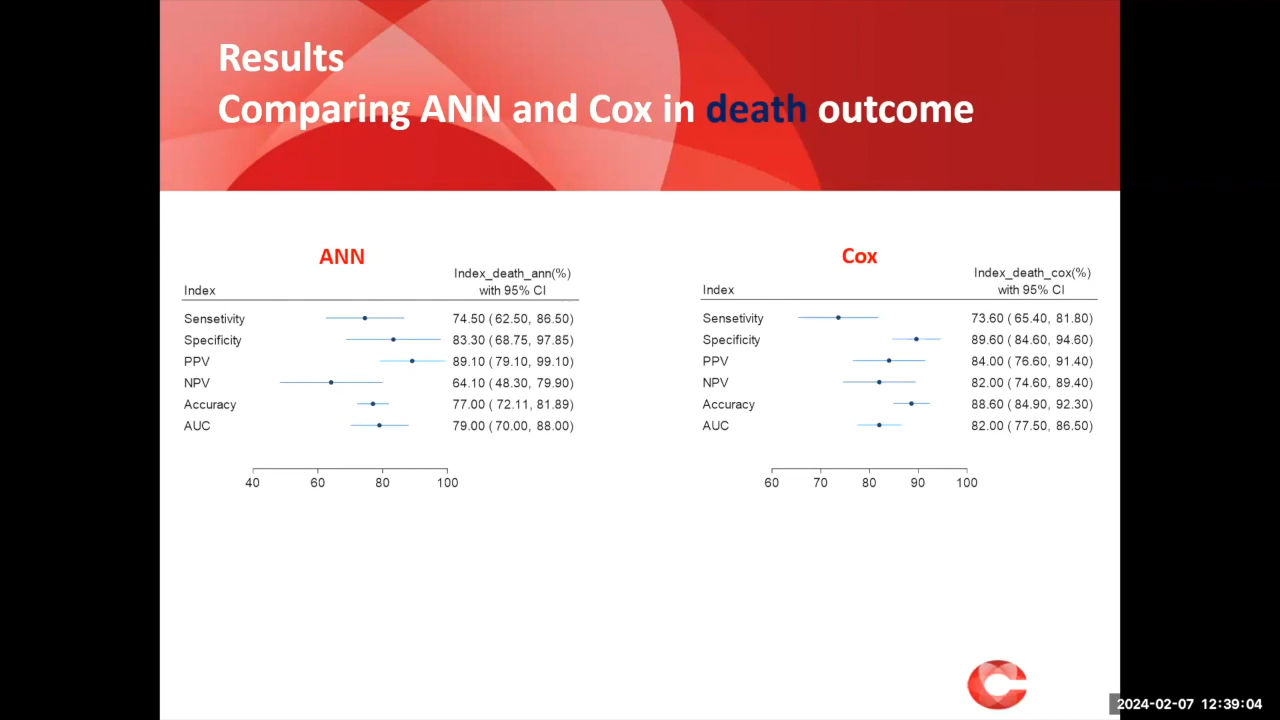 Results
Comparing ANN and Cox in death outcome
ANN
Index_death_ann(%)
Index with 95% CI
Sensetivity 74.50 ( 62.50, 86.50)
Specificity 83.30 ( 68.75, 97.85)
PPV 89.10 ( 79.10, 99.10)
NPV 64.10 ( 48.30, 79.90)
Accuracy 77.00 ( 72.11, 81.89)
AUC 79.00 ( 70.00, 88.00)
40 60 80 100
Cox
Index_death_cox(%)
Index with 95% CI
Sensetivity 73.60 ( 65.40, 81.80)
Specificity 89.60 ( 84.60, 94.60)
PPV 84.00 ( 76.60, 91.40)
NPV 82.00 ( 74.60, 89.40)
Accuracy 88.60 ( 84.90, 92.30)
AUC 82.00 ( 77.50, 86.50)
60 70 80 90 100
2024-02-07 12:39:04